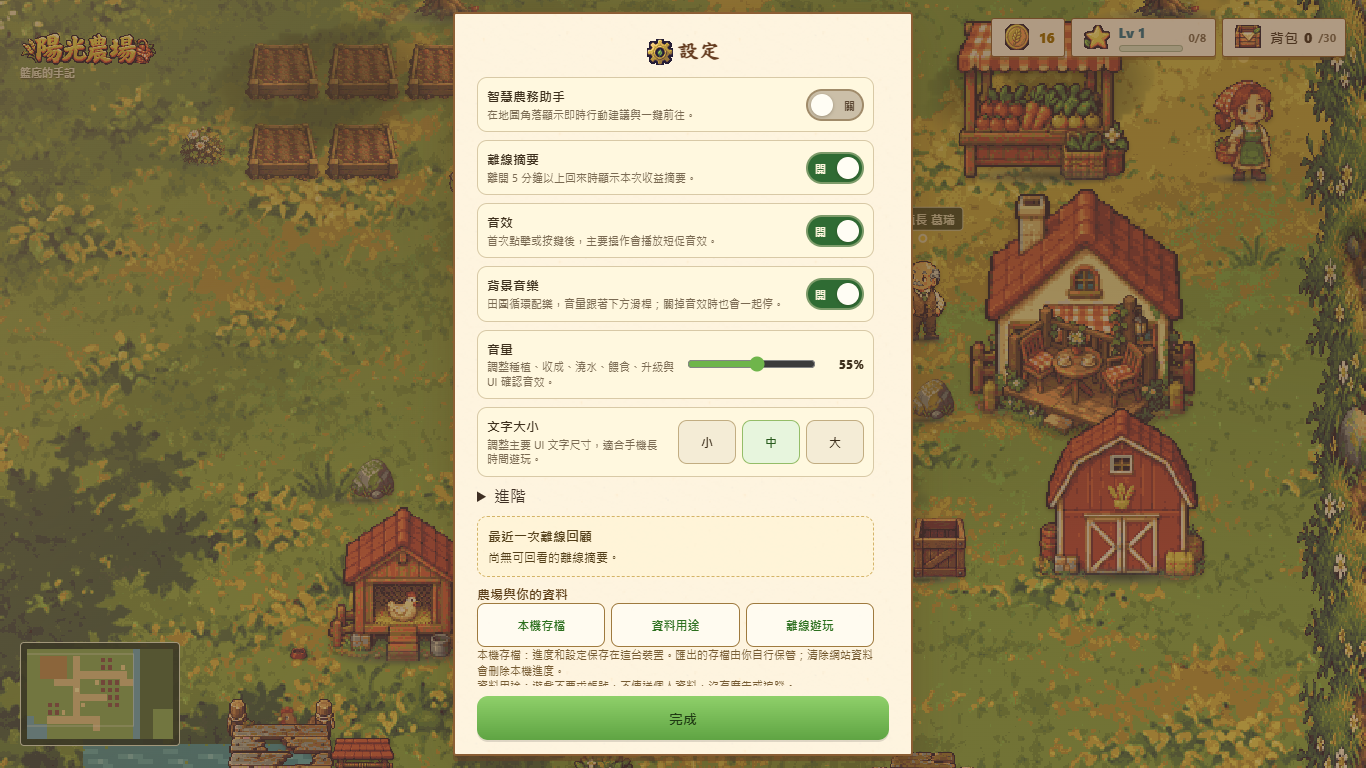 陽光農場
籃庭的手記
16
Lv 1
0/8
背包 0 /30
設定
智慧農務助手
在地圖角落顯示即時行動建議與一鍵前往。
關
離線摘要
離開 5 分鐘以上回來時顯示本次收益摘要。
開
音效
首次點擊或按鍵後，主要操作會播放短促音效。
開
背景音樂
田園循環配樂，音量跟著下方滑桿；關掉音效時也會一起停。
開
音量
調整種植、收成、澆水、餵食、升級與
UI 確認音效。
55%
文字大小
調整主要 UI 文字尺寸，適合手機長
時間遊玩。
小
中
大
進階
最近一次離線回顧
尚無可回看的離線摘要。
農場與你的資料
本機存檔
資料用途
離線遊玩
本機存檔：進度和設定保存在這台裝置。匯出的存檔由你自行保管；清除網站資料
會刪除本機進度。
完成
長 葛瑞